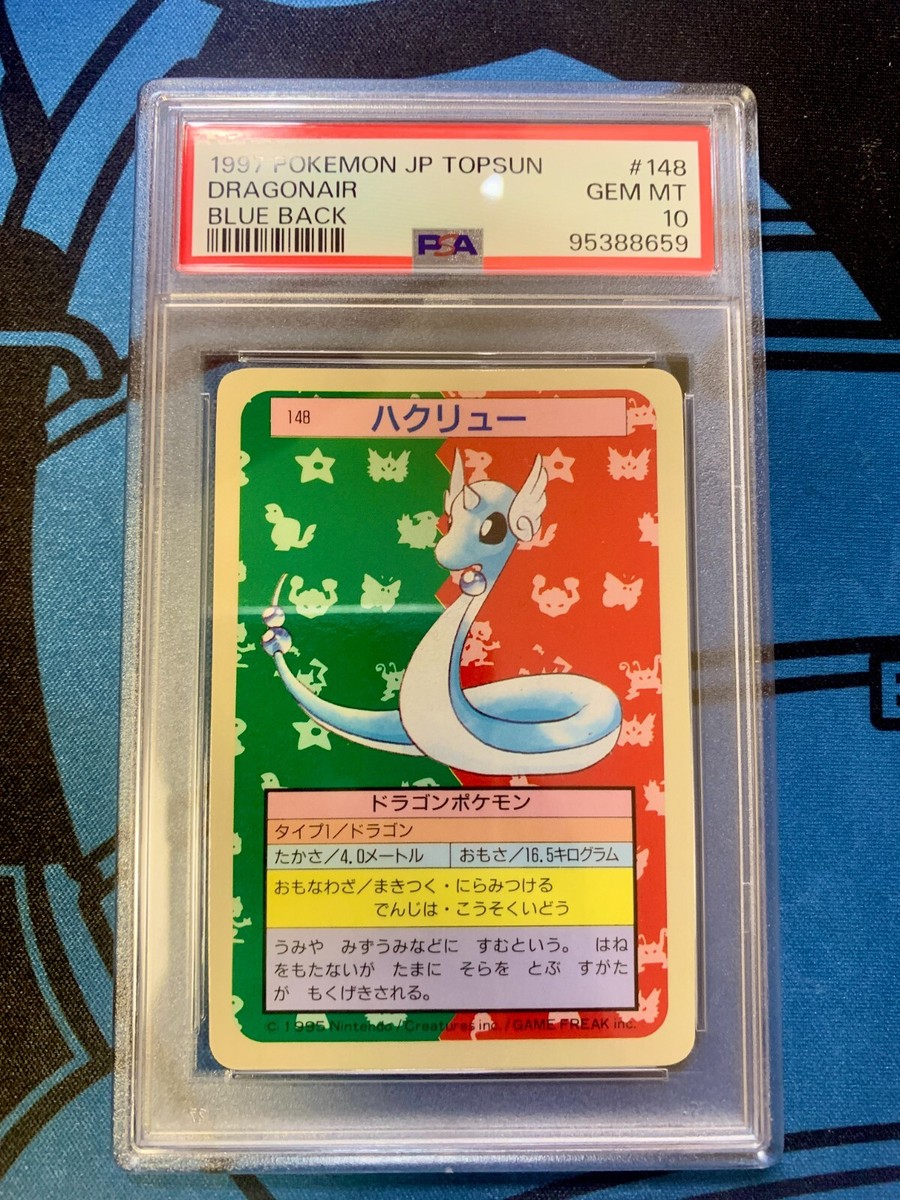 1997 POKEMON JP TOPSUN #148
DRAGONAIR GEM MT
BLUE BACK 10
PSA 95388659
148 ハクリュー
ドラゴンポケモン
タイプ1/ドラゴン
たかさ/4.0メートル おもさ/16.5キログラム
おもなわざ/まきつく・にらみつける
でんじは・こうそくいどう
うみや みずうみなどに すむという。 はね
をもたないが たまに そらを とぶ すがた
が もくげきされる。
© 1995 Nintendo/Creatures inc./GAME FREAK inc.